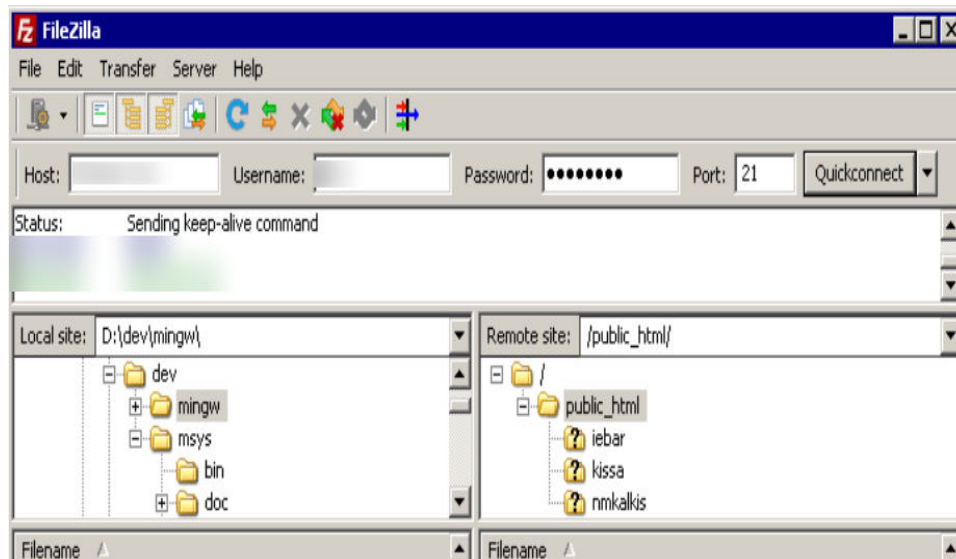 FileZilla
File Edit Transfer Server Help
Host: Username: Password: •••••••• Port: 21 Quickconnect
Status: Sending keep-alive command
Local site: D:\dev\mingw\
dev
mingw
msys
bin
doc
Filename
Remote site: /public_html/
/
public_html
iebar
kissa
nmkalkis
Filename